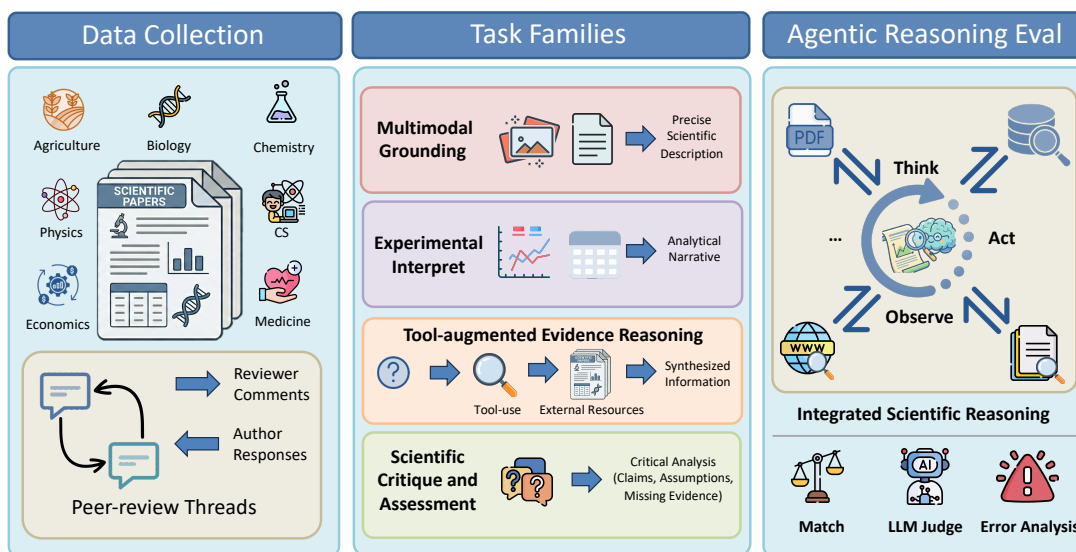 Data Collection
Agriculture
Biology
Chemistry
SCIENTIFIC
PAPERS
Physics
CS
Economics
Medicine
Reviewer
Comments
Author
Responses
Peer-review Threads
Task Families
Multimodal
Grounding
Precise
Scientific
Description
Experimental
Interpret
Analytical
Narrative
Tool-augmented Evidence Reasoning
Tool-use
External Resources
Synthesized
Information
Scientific
Critique and
Assessment
Critical Analysis
(Claims, Assumptions,
Missing Evidence)
Agentic Reasoning Eval
PDF
Think
...
Act
Observe
WWW
Integrated Scientific Reasoning
AI
Match
LLM Judge
Error Analysis